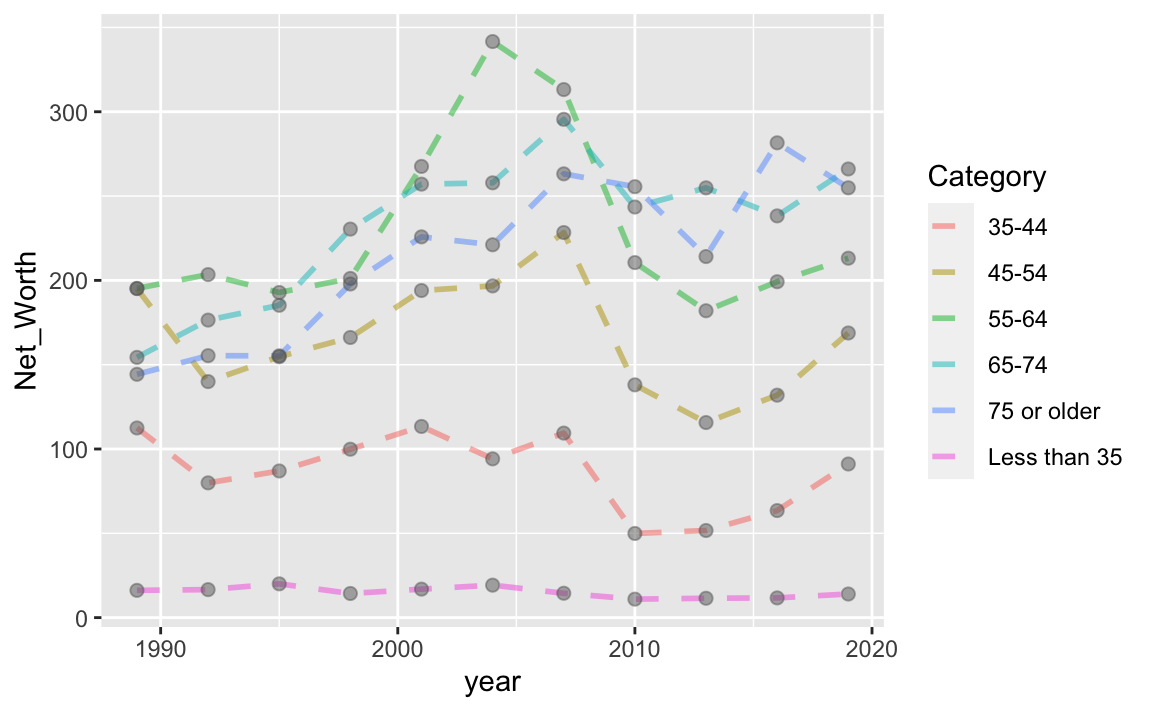 300
200
100
0
Net_Worth
1990 2000 2010 2020
year
Category
35-44
45-54
55-64
65-74
75 or older
Less than 35